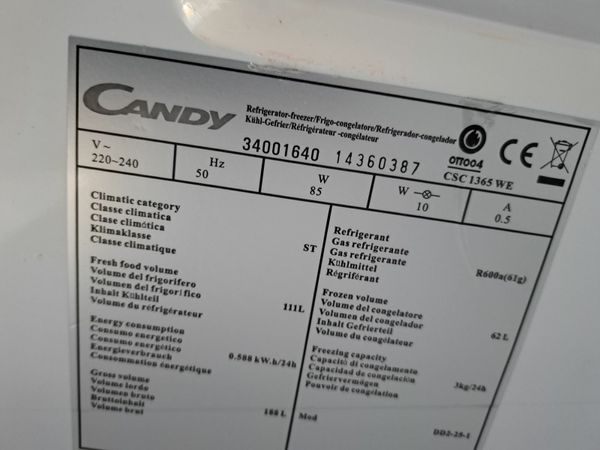 CANDY
Refrigerator-freezer/Frigo-congelatore/Refrigerador-congelador
Kühl-Gefrier/Réfrigérateur -congélateur
34001640 14360387
CSC 1365 WE
CE
V~
220~240
Hz
50
W
85
W
10
A
0.5
Climatic category
Classe climatica
Clase climática
Klimaklasse
Classe climatique
ST
Fresh food volume
Volume del frigorifero
Volumen del frigorífico
Inhalt Kühlteil
Volume du réfrigérateur
111L
Energy consumption
Consumo energetico
Consumo energético
Energieverbrauch
Consommation énergétique
0.588 kW.h/24h
Gross volume
Volume lordo
Volumen bruto
Bruttoinhalt
Volume brut
188 L
Refrigerant
Gas refrigerante
Gas refrigerante
Kühlmittel
Régriférant
R600a(61g)
Frozen volume
Volume del congelatore
Volumen del congelador
Inhalt Gefrierteil
Volume du congélateur
62 L
Freezing capacity
Capacitá di congelamento
Capacidad de congelación
Gefriervermögen
Pouvoir de congélation
3kg/24h
Mod
DD2-25-1